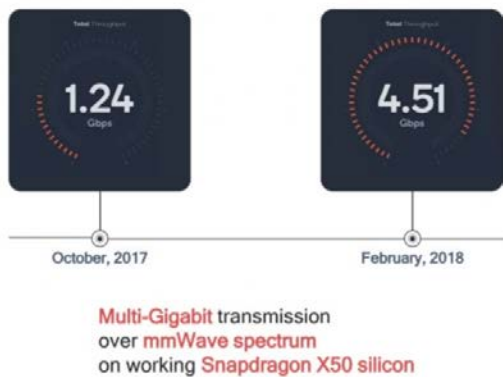 Total Throughput
1.24
Gbps
Total Throughput
4.51
Gbps
October, 2017
February, 2018
Multi-Gigabit transmission
over mmWave spectrum
on working Snapdragon X50 silicon